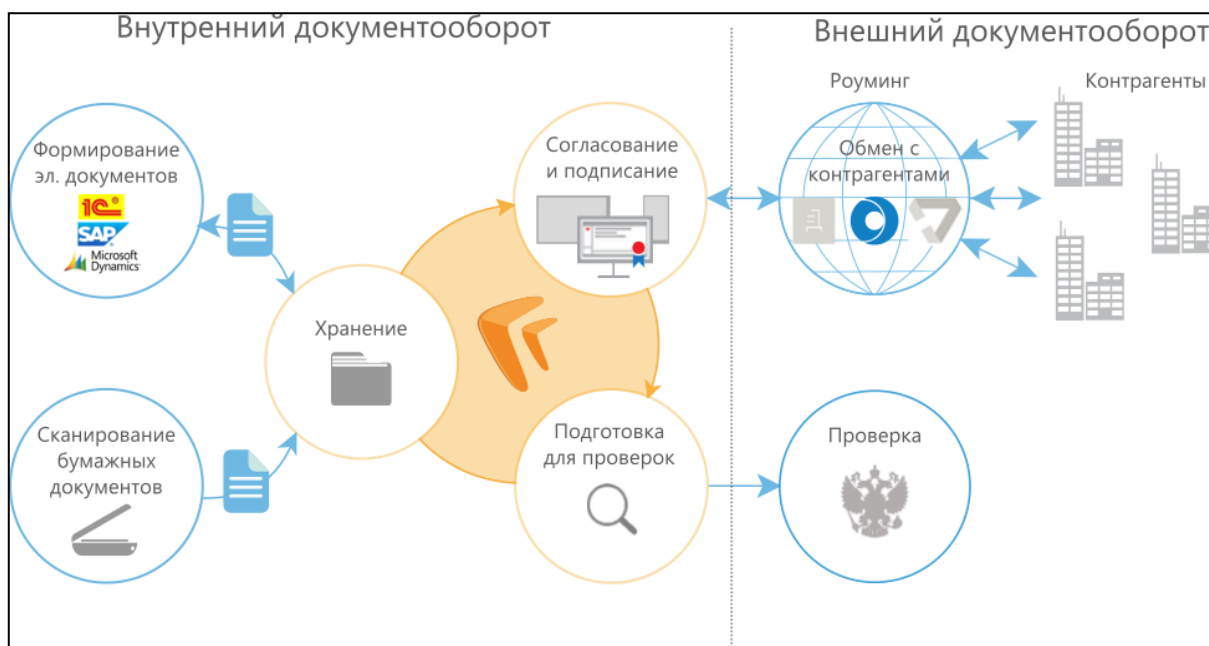 Внутренний документооборот
Внешний документооборот
Роуминг
Контрагенты
Формирование
эл. документов
1С®
SAP
Microsoft
Dynamics
Согласование
и подписание
Обмен с
контрагентами
Д
Хранение
Сканирование
бумажных
документов
Подготовка
для проверок
Проверка